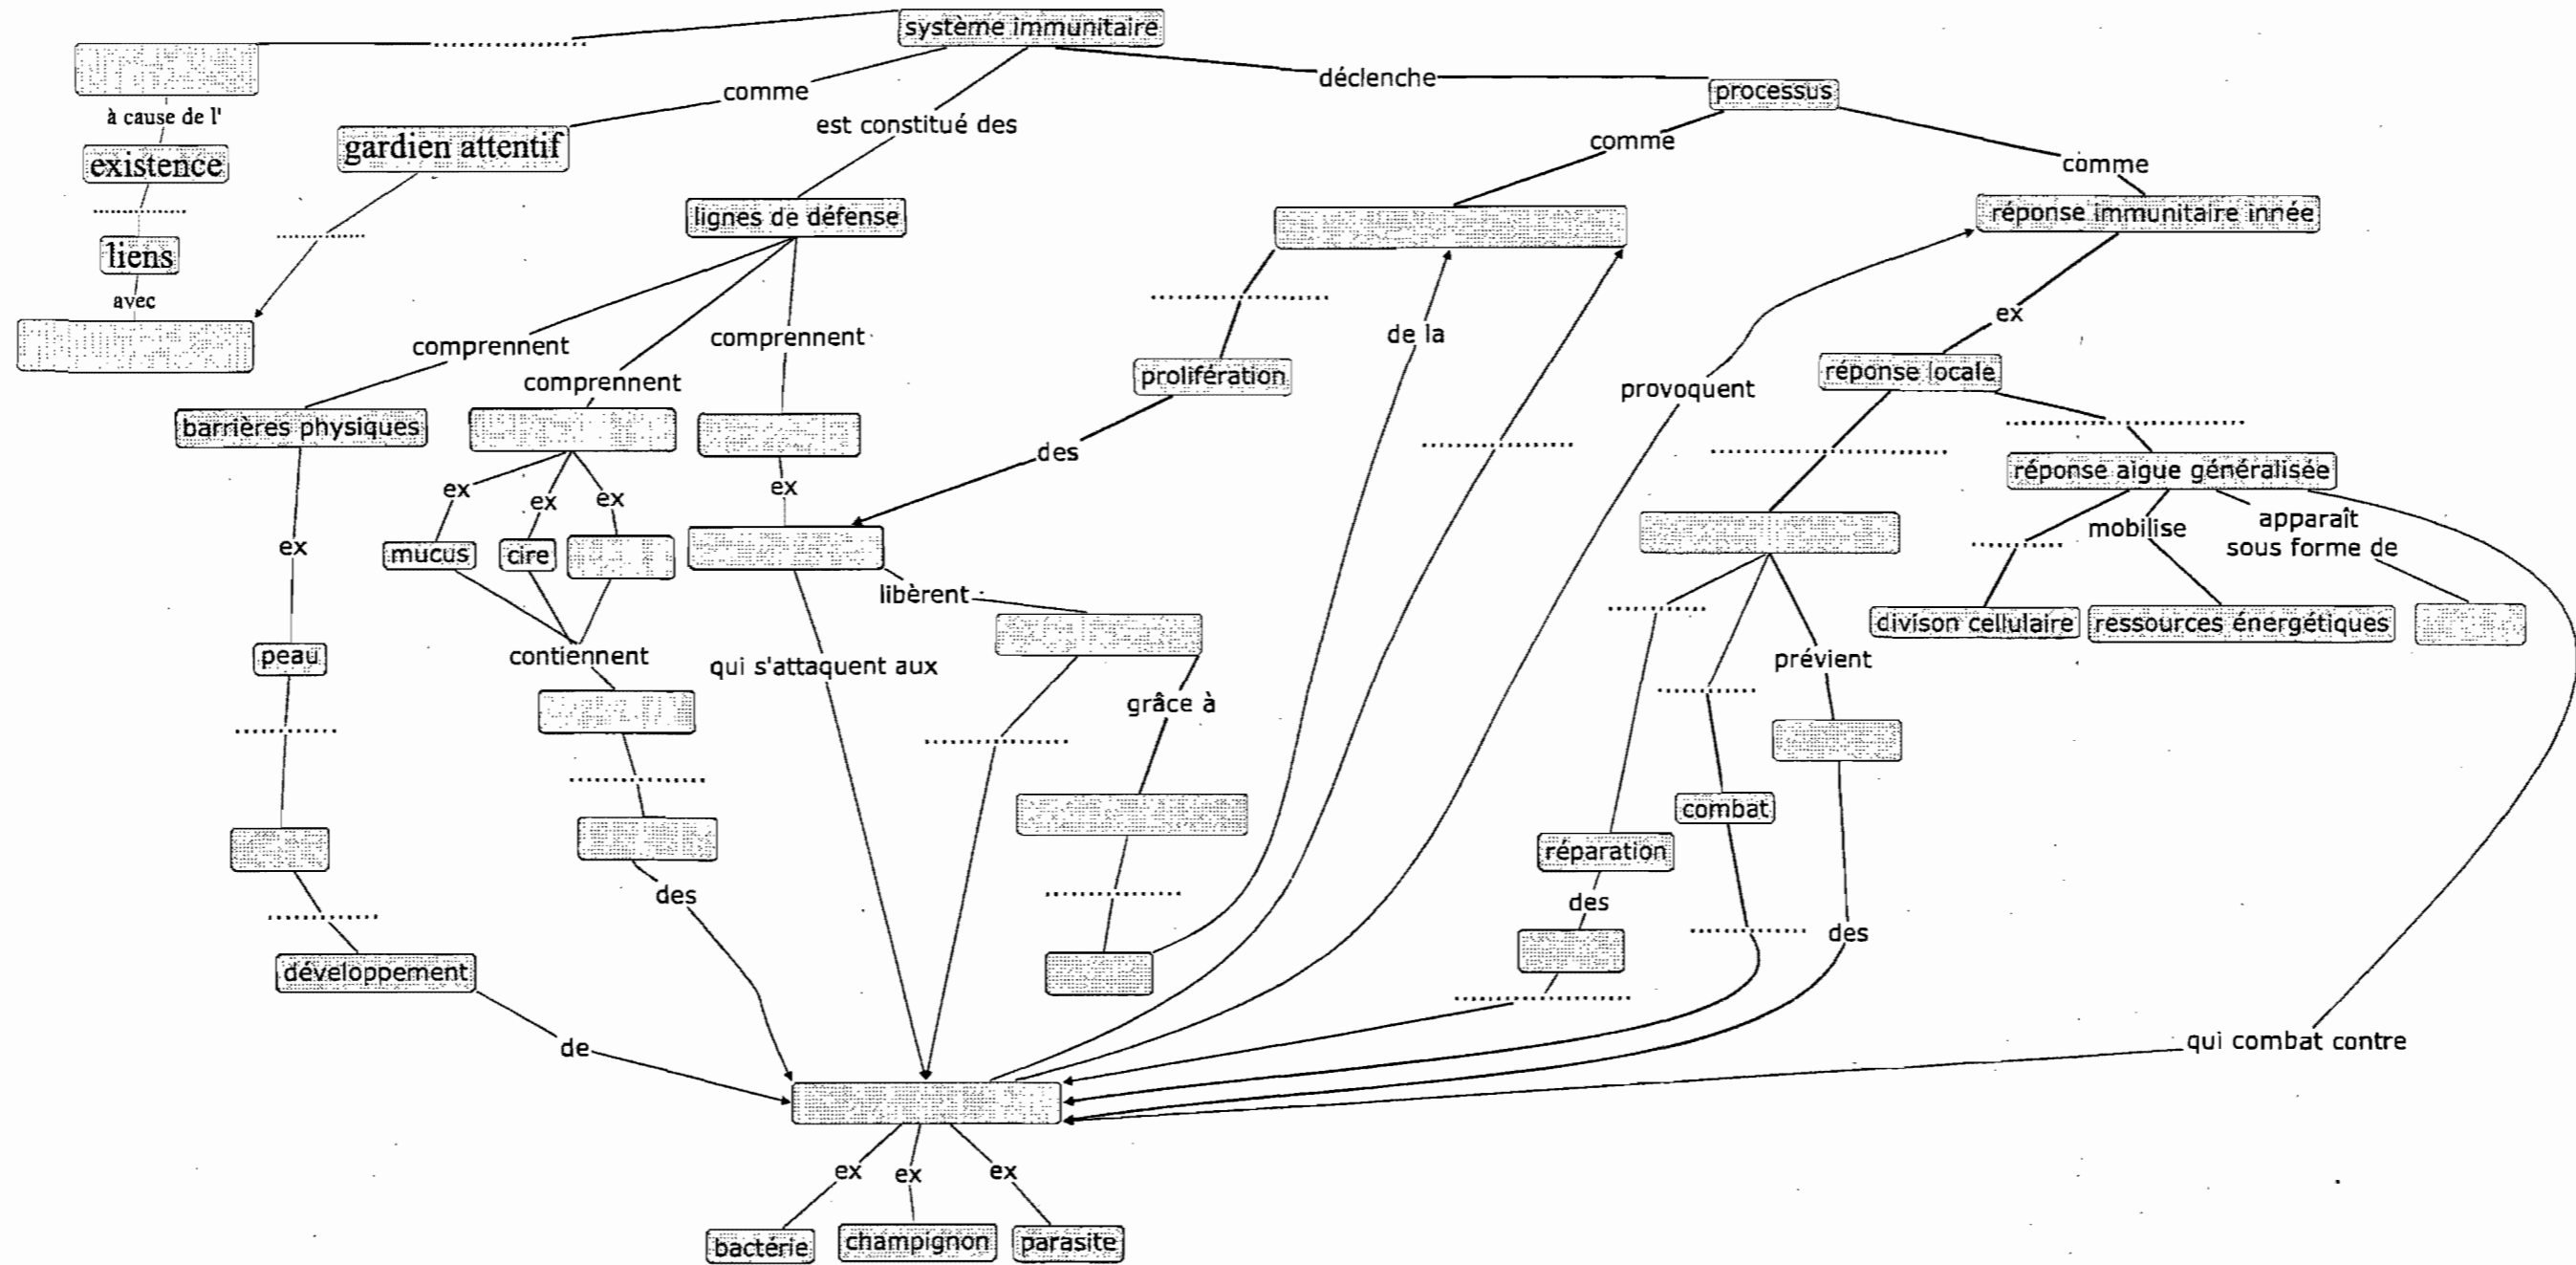 système immunitaire
déclenche
processus
comme
à cause de l'
est constitué des
gardien attentif
existence
comme
comme
lignes de défense
réponse immunitaire innée
liens
avec
ex
de la
comprennent
comprennent
comprennent
prolifération
réponse locale
provoquent
barrières physiques
des
réponse aigue généralisée
ex
ex
ex
ex
mobilise
apparaît
sous forme de
ex
mucus
cire
libèrent
divison cellulaire
ressources énergétiques
peau
contiennent
qui s'attaquent aux
prévient
grâce à
combat
réparation
des
des
des
développement
de
qui combat contre
ex
ex
ex
bactérie
champignon
parasite